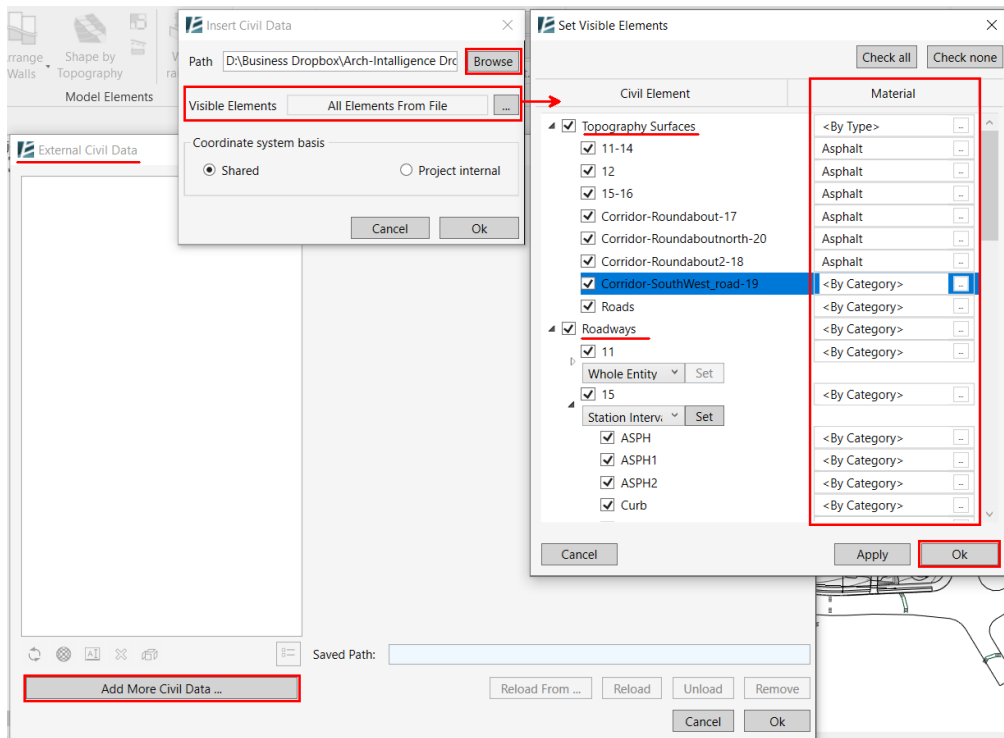 Insert Civil Data
Path D:\Business Dropbox\Arch-Intalligence Drc Browse
Visible Elements All Elements From File ...
Coordinate system basis
Shared Project internal
Cancel Ok
Walls
Shape by
Topography
Model Elements
External Civil Data
Saved Path:
Add More Civil Data ...
Reload From ... Reload Unload Remove
Cancel Ok
Set Visible Elements
Check all Check none
Civil Element Material
Topography Surfaces <By Type> ..
11-14 Asphalt ..
12 Asphalt ..
15-16 Asphalt ..
Corridor-Roundabout-17 Asphalt ..
Corridor-Roundaboutnorth-20 Asphalt ..
Corridor-Roundabout2-18 Asphalt ..
Corridor-SouthWest_road-19 <By Category> ..
Roads <By Category> ..
Roadways <By Category> ..
11 <By Category> ..
Whole Entity Set
15 <By Category> ..
Station Interv Set
ASPH <By Category> ..
ASPH1 <By Category> ..
ASPH2 <By Category> ..
Curb <By Category> ..
Cancel Apply Ok